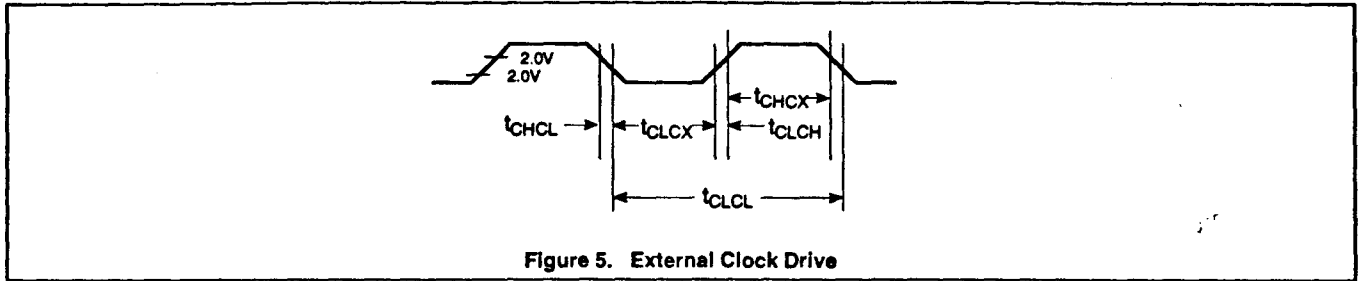 2.0V
2.0V
tCHCX
tCHCL tCLCX tCLCH
tCLCL
Figure 5. External Clock Drive